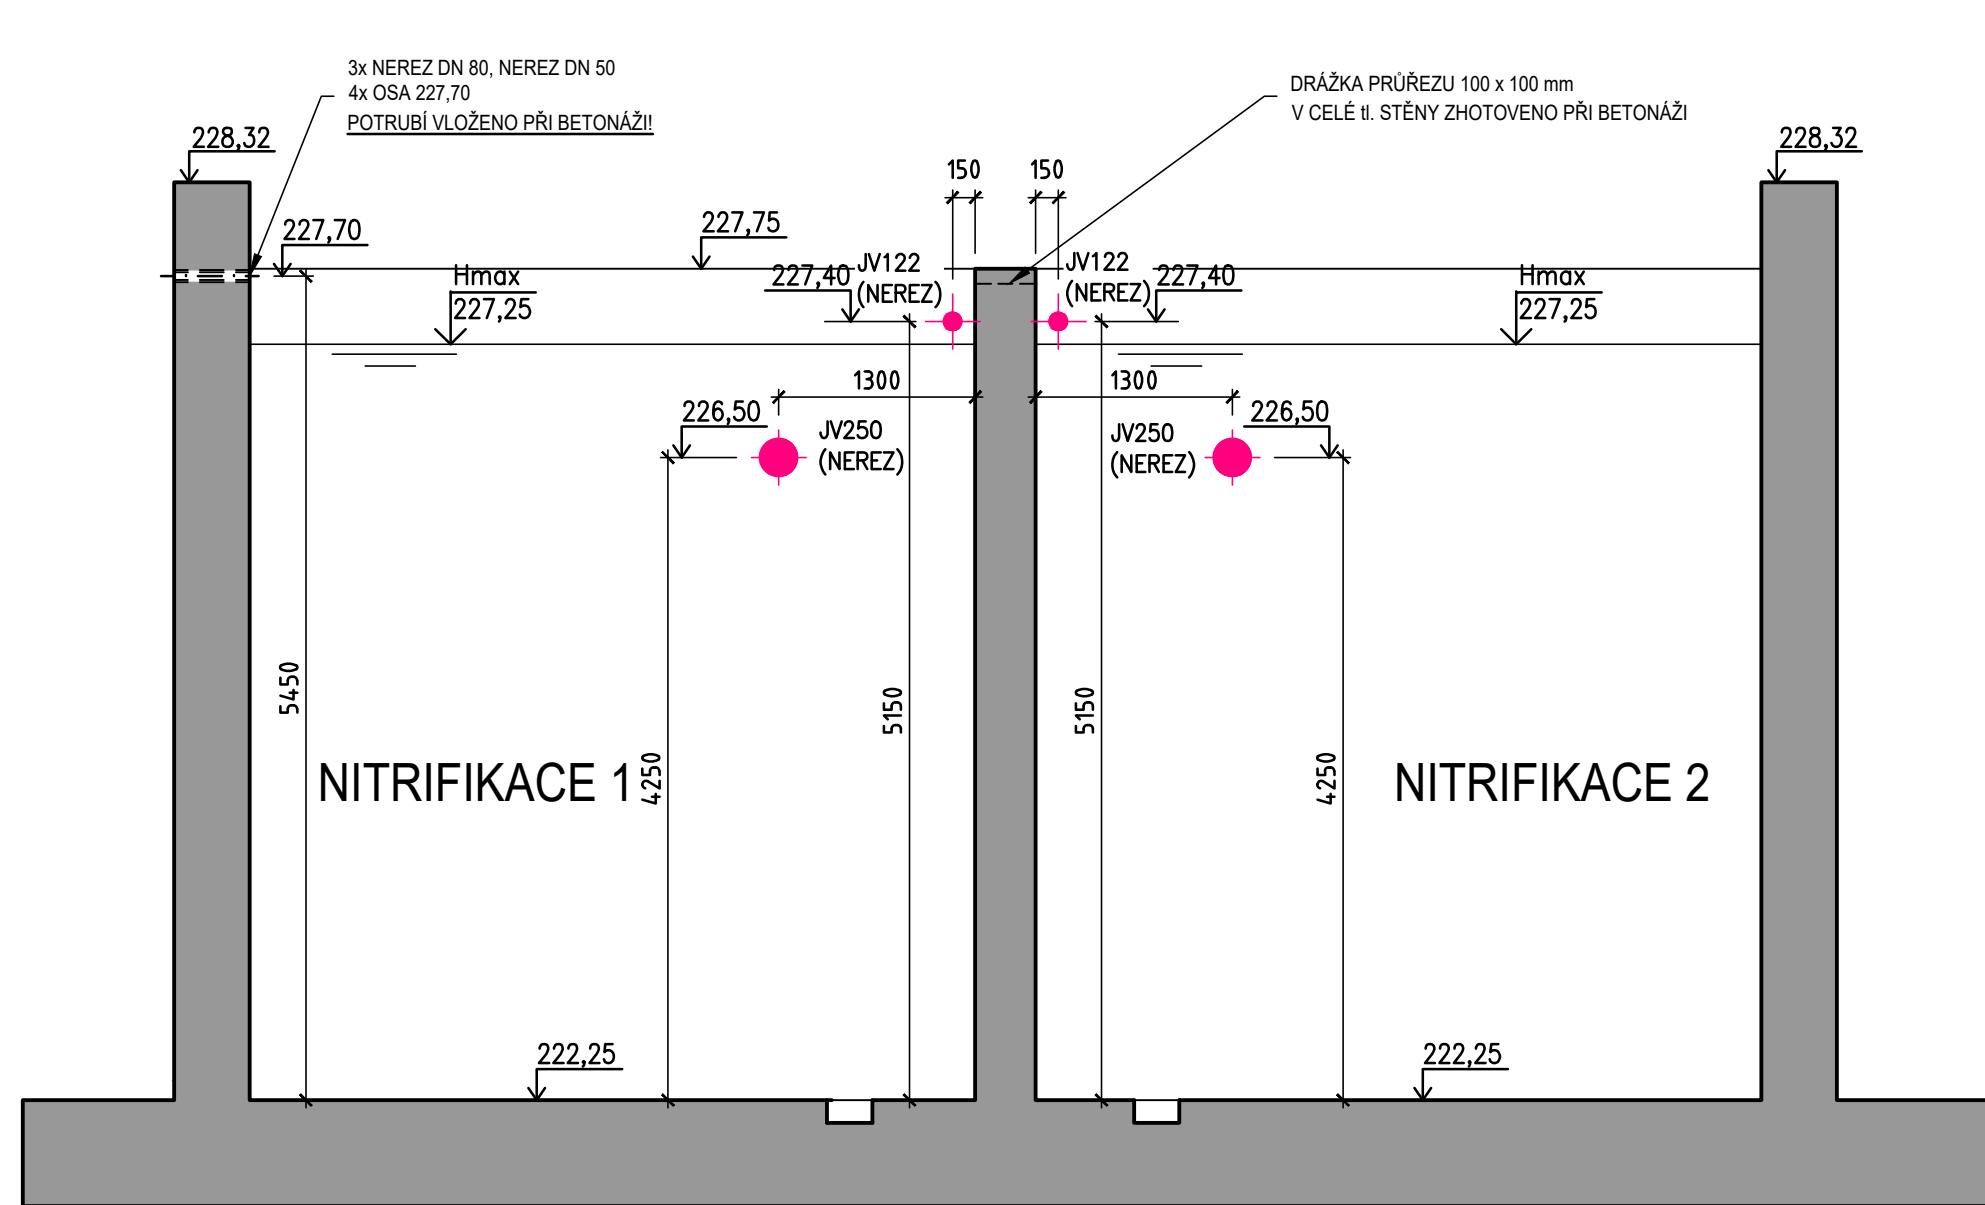 3x NEREZ DN 80, NEREZ DN 50
4x OSA 227,70
POTRUBÍ VLOŽENO PŘI BETONÁŽI!
DRÁŽKA PRŮŘEZU 100 x 100 mm
V CELÉ tl. STĚNY ZHOTOVENO PŘI BETONÁŽI
228,32
228,32
150
150
227,70
227,75
JV122
(NEREZ)
JV122
(NEREZ)
227,40
227,40
Hmax
227,25
Hmax
227,25
1300
1300
226,50
226,50
JV250
(NEREZ)
JV250
(NEREZ)
5450
5150
5150
4250
4250
NITRIFIKACE 1
NITRIFIKACE 2
222,25
222,25